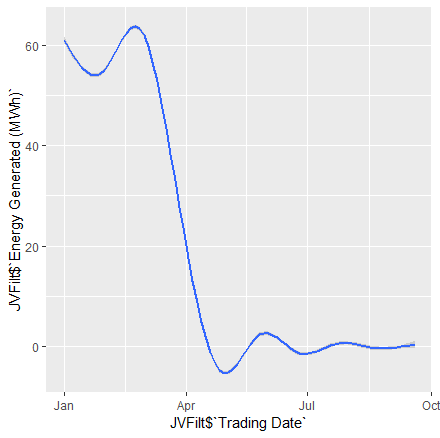 60
40
20
0
JVFilt$`Energy Generated (MWh)`
Jan Apr Jul Oct
JVFilt$`Trading Date`